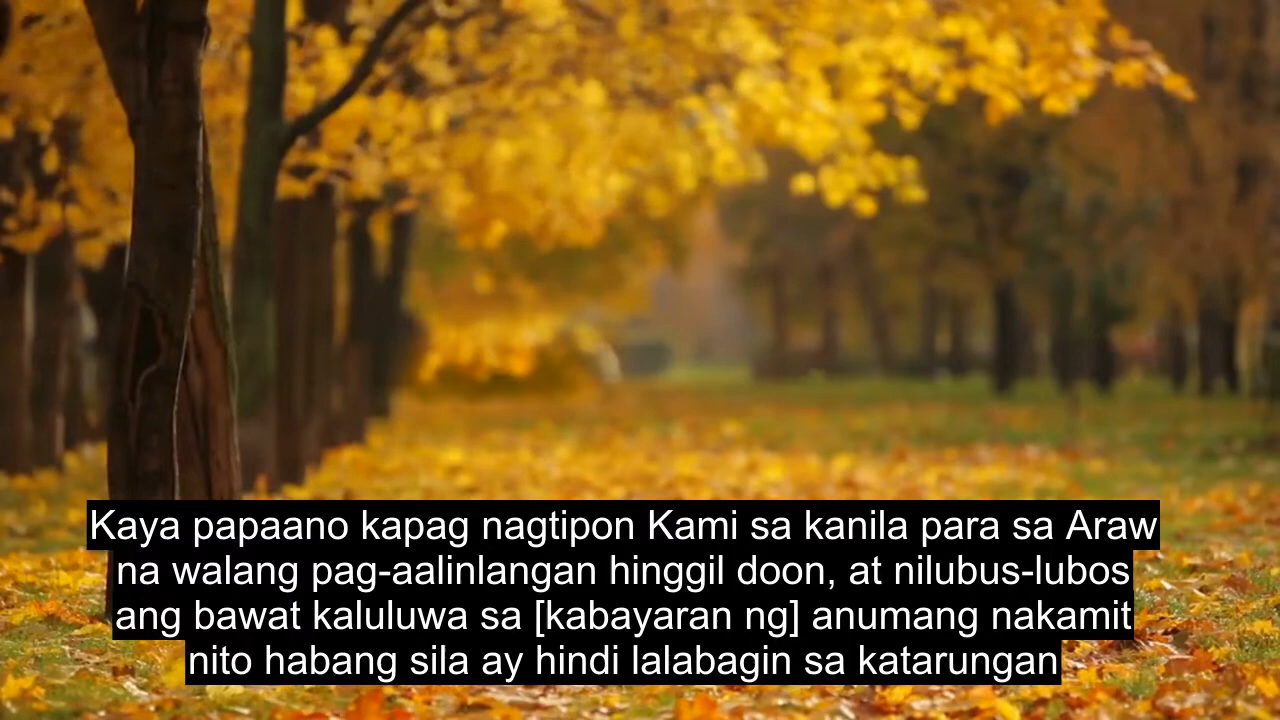 Kaya papaano kapag nagtipon Kami sa kanila para sa Araw
na walang pag-aalinlangan hinggil doon, at nilubus-lubos
ang bawat kaluluwa sa [kabayaran ng] anumang nakamit
nito habang sila ay hindi lalabagin sa katarungan